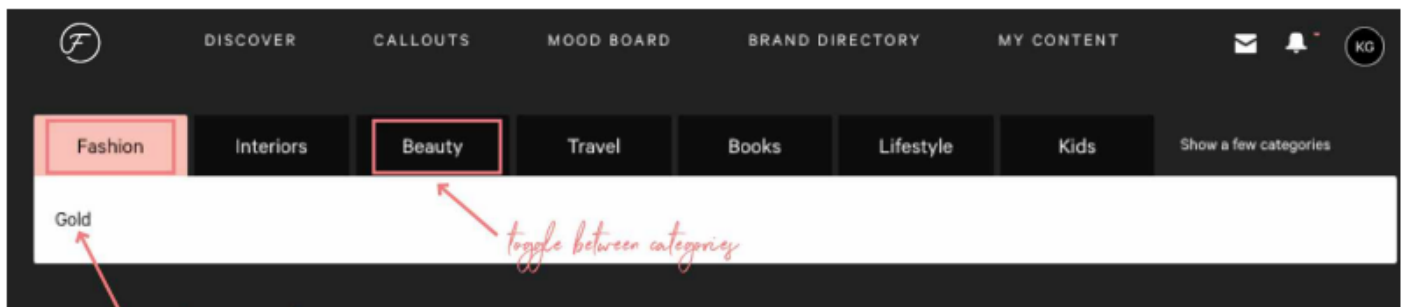 F DISCOVER CALLOUTS MOOD BOARD BRAND DIRECTORY MY CONTENT KG
Fashion Interiors Beauty Travel Books Lifestyle Kids Show a few categories
Gold
toggle between categories